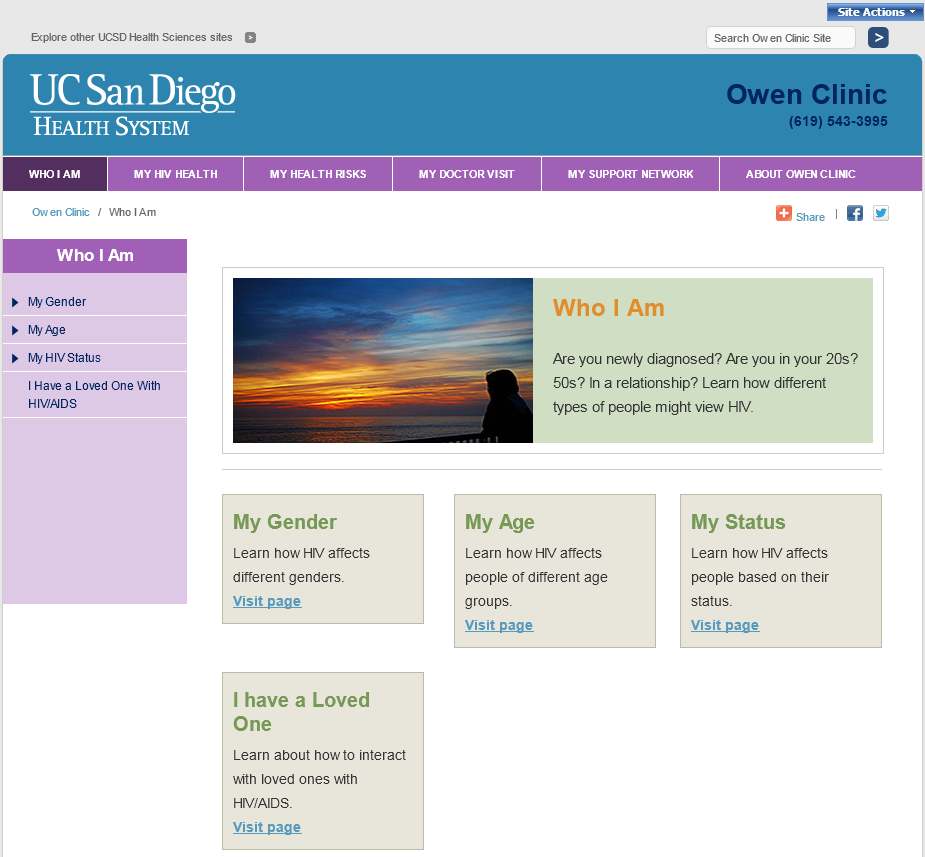 Site Actions
Explore other UCSD Health Sciences sites
Search Owen Clinic Site
UC San Diego
HEALTH SYSTEM
Owen Clinic
(619) 543-3995
WHO I AM
MY HIV HEALTH
MY HEALTH RISKS
MY DOCTOR VISIT
MY SUPPORT NETWORK
ABOUT OWEN CLINIC
Owen Clinic / Who I Am
Share |
Who I Am
My Gender
My Age
My HIV Status
I Have a Loved One With
HIV/AIDS
Who I Am
Are you newly diagnosed? Are you in your 20s?
50s? In a relationship? Learn how different
types of people might view HIV.
My Gender
Learn how HIV affects
different genders.
Visit page
My Age
Learn how HIV affects
people of different age
groups.
Visit page
My Status
Learn how HIV affects
people based on their
status.
Visit page
I have a Loved
One
Learn about how to interact
with loved ones with
HIV/AIDS.
Visit page